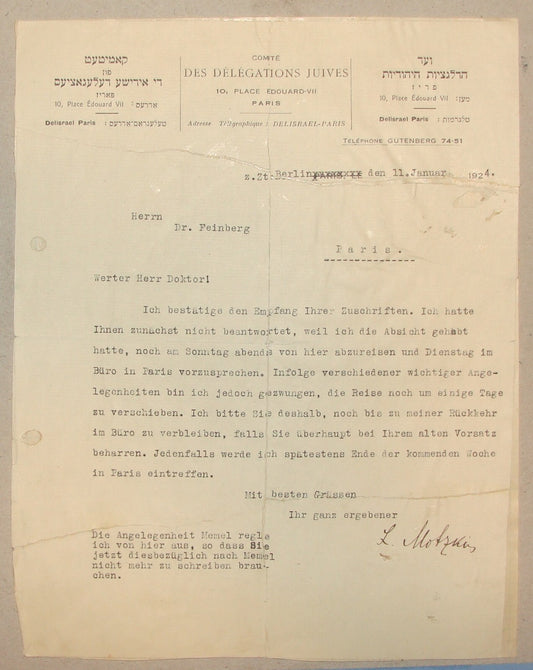 קאמיטעט
פון
די אידישע דעלעגאציעס
פאריז
10, Place Édouard-VII אדרעס:
Delisrael Paris : טעלעגראם־אדרעס
COMITÉ
DES DÉLÉGATIONS JUIVES
10, PLACE EDOUARD-VII
PARIS
Adresse Télégraphique : DELISRAEL-PARIS
ועד
הדלגציות היהודיות
פריז
10, Place Edouard-VII מען:
Delisrael Paris : טלגרמות
TÉLÉPHONE GUTENBERG 74-51
z.Zt. Berlin den 11.Januar 1924.
Herrn
Dr. Feinberg
Paris.
Werter Herr Doktor!
Ich bestätige den Empfang Ihrer Zuschriften. Ich hatte
Ihnen zunächst nicht beantwortet, weil ich die Absicht gehabt
hatte, noch am Sonntag abends von hier abzureisen und Dienstag im
Büro in Paris vorzusprechen. Infolge verschiedener wichtiger Ange-
legenheiten bin ich jedoch gezwungen, die Reise noch um einige Tage
zu verschieben. Ich bitte Sie deshalb, noch bis zu meiner Rückkehr
im Büro zu verbleiben, falls Sie überhaupt bei Ihrem alten Vorsatz
beharren. Jedenfalls werde ich spätestens Ende der kommenden Woche
in Paris eintreffen.
Mit besten Grüssen
Ihr ganz ergebener
L. Motzkin
Die Angelegenheit Memel regle
ich von hier aus, so dass Sie
jetzt diesbezüglich nach Memel
nicht mehr zu schreiben brau-
chen.